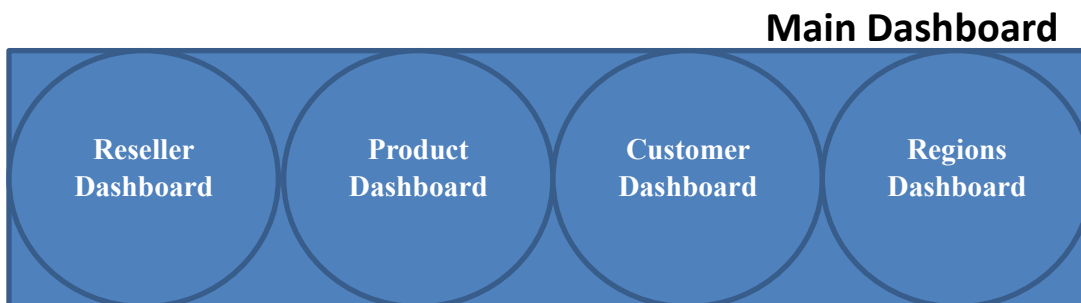 Main Dashboard
Reseller
Dashboard
Product
Dashboard
Customer
Dashboard
Regions
Dashboard